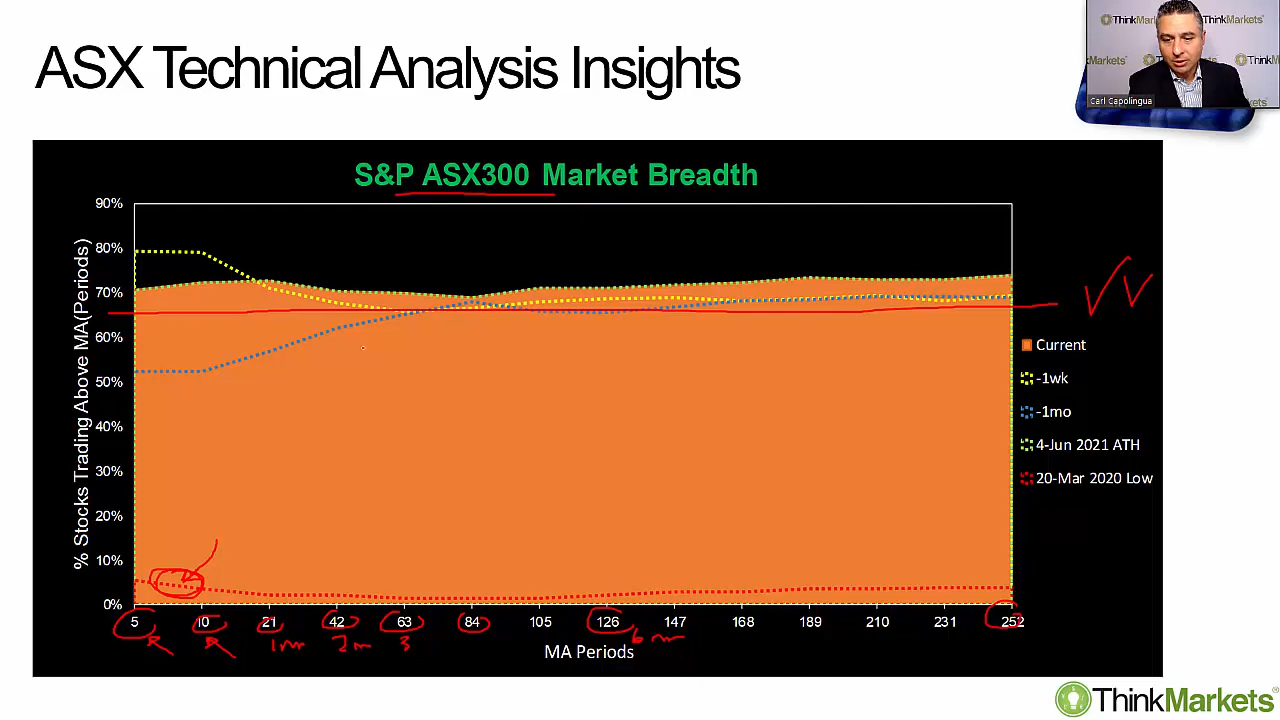 ASX Technical Analysis Insights
ThinkMarkets
Carl Capolingua
S&P ASX300 Market Breadth
% Stocks Trading Above MA(Periods)
90%
80%
70%
60%
50%
40%
30%
20%
10%
0%
5 10 21 42 63 84 105 126 147 168 189 210 231 252
1m 2m 3 6m
MA Periods
Current
-1wk
-1mo
4-Jun 2021 ATH
20-Mar 2020 Low
ThinkMarkets